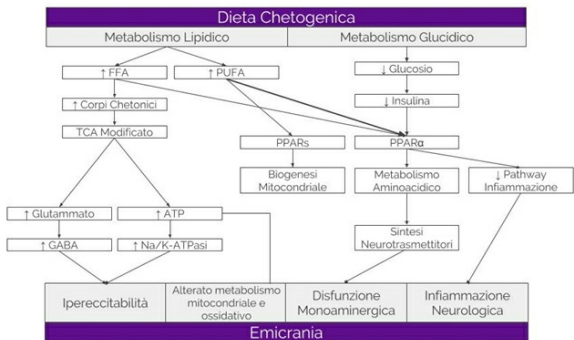 Dieta Chetogenica
Metabolismo Lipidico
Metabolismo Glucidico
↑ FFA
↑ PUFA
↓ Glucosio
↑ Corpi Chetonici
↓ Insulina
TCA Modificato
PPARs
PPARα
Biogenesi
Mitocondriale
Metabolismo
Aminoacidico
↓ Pathway
Infiammazione
↑ Glutammato
↑ ATP
↑ GABA
↑ Na/K-ATPasi
Sintesi
Neurotrasmettitori
Ipereccitabilità
Alterato metabolismo
mitocondriale e
ossidativo
Disfunzione
Monoaminergica
Infiammazione
Neurologica
Emicrania